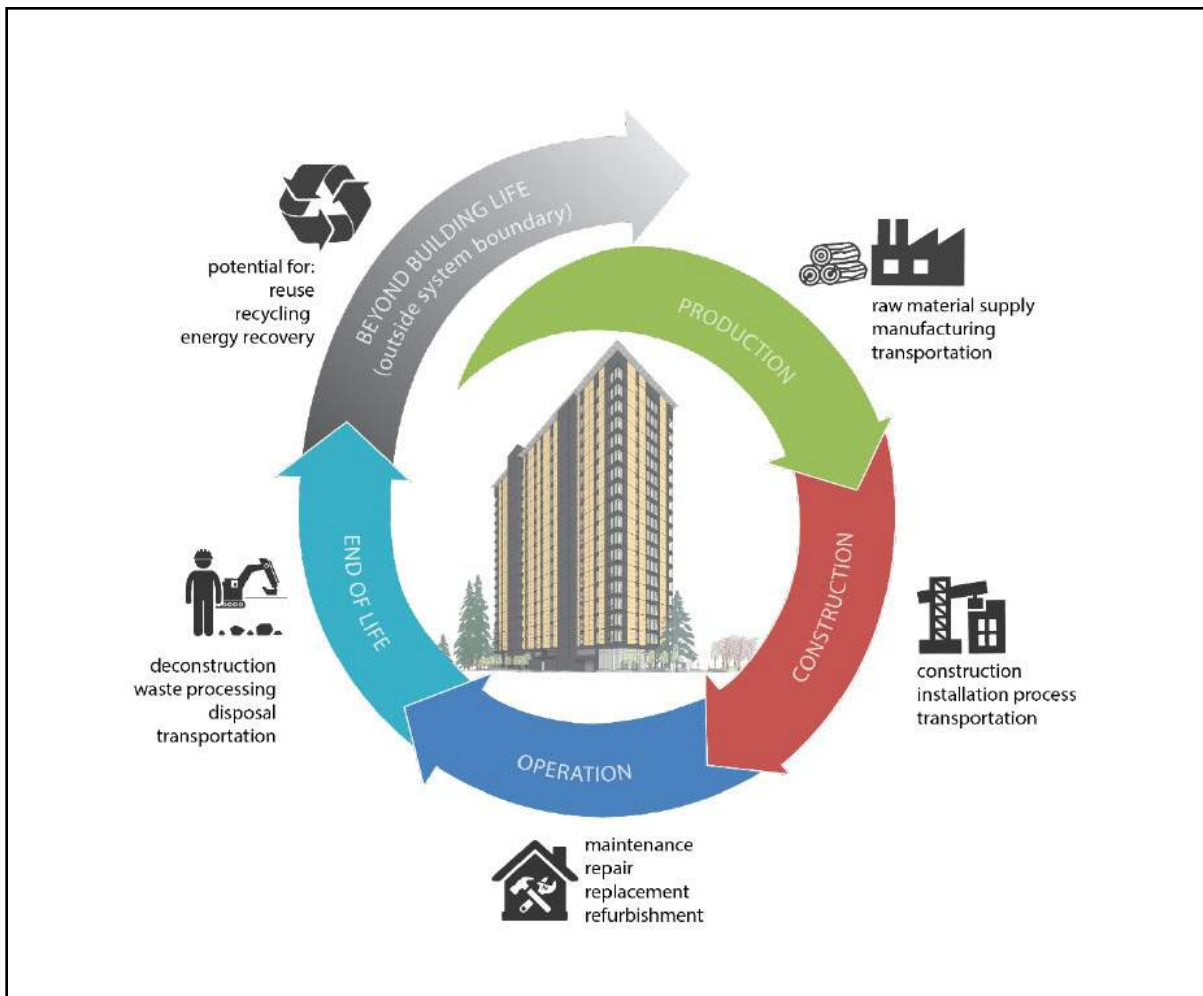 PRODUCTION
raw material supply
manufacturing
transportation
CONSTRUCTION
construction
installation process
transportation
OPERATION
maintenance
repair
replacement
refurbishment
END OF LIFE
deconstruction
waste processing
disposal
transportation
BEYOND BUILDING LIFE
(outside system boundary)
potential for:
reuse
recycling
energy recovery